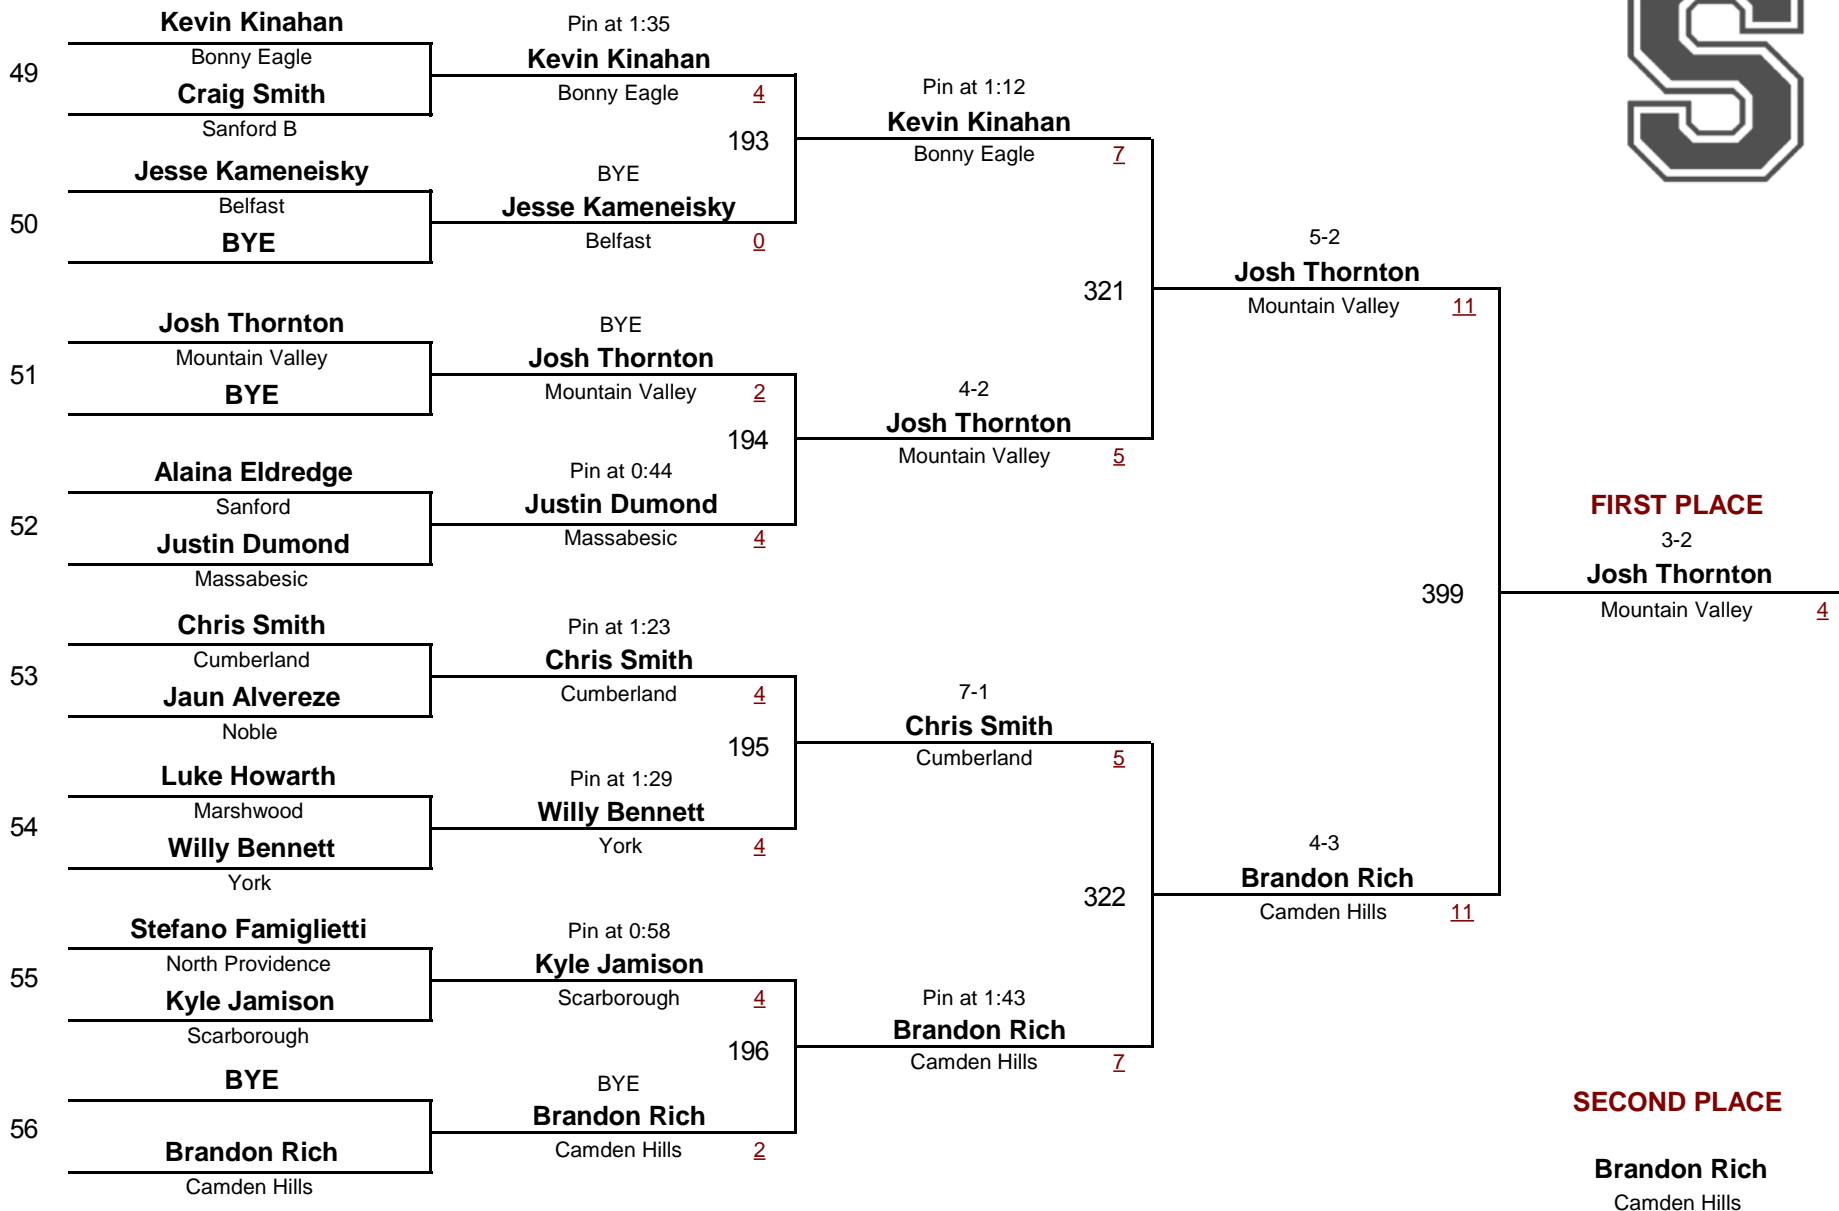 Kevin Kinahan
49
Bonny Eagle
Craig Smith
Sanford B
Jesse Kameneisky
50
Belfast
BYE
Josh Thornton
51
Mountain Valley
BYE
Alaina Eldredge
52
Sanford
Justin Dumond
Massabesic
Chris Smith
53
Cumberland
Jaun Alvereze
Noble
Luke Howarth
54
Marshwood
Willy Bennett
York
Stefano Famiglietti
55
North Providence
Kyle Jamison
Scarborough
BYE
56
Brandon Rich
Camden Hills
Pin at 1:35
Kevin Kinahan
Bonny Eagle 4
193
BYE
Jesse Kameneisky
Belfast 0
BYE
Josh Thornton
Mountain Valley 2
194
Pin at 0:44
Justin Dumond
Massabesic 4
Pin at 1:23
Chris Smith
Cumberland 4
195
Pin at 1:29
Willy Bennett
York 4
Pin at 0:58
Kyle Jamison
Scarborough 4
196
BYE
Brandon Rich
Camden Hills 2
Pin at 1:12
Kevin Kinahan
Bonny Eagle 7
321
4-2
Josh Thornton
Mountain Valley 5
7-1
Chris Smith
Cumberland 5
322
Pin at 1:43
Brandon Rich
Camden Hills 7
5-2
Josh Thornton
Mountain Valley 11
399
4-3
Brandon Rich
Camden Hills 11
S
FIRST PLACE
3-2
Josh Thornton
Mountain Valley 4
SECOND PLACE
Brandon Rich
Camden Hills